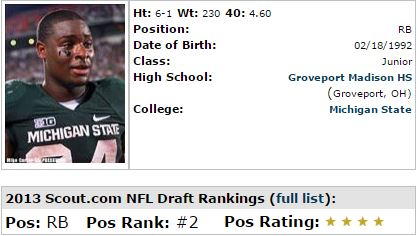 Ht: 6-1 Wt: 230 40: 4.60
Position: RB
Date of Birth: 02/18/1992
Class: Junior
High School: Groveport Madison HS
(Groveport, OH)
College: Michigan State
B1G
MICHIGAN STATE
24
2013 Scout.com NFL Draft Rankings (full list):
Pos: RB Pos Rank: #2 Pos Rating: ★ ★ ★ ★